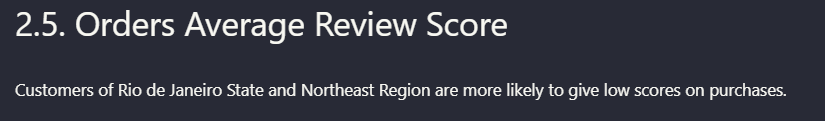 2.5. Orders Average Review Score
Customers of Rio de Janeiro State and Northeast Region are more likely to give low scores on purchases.